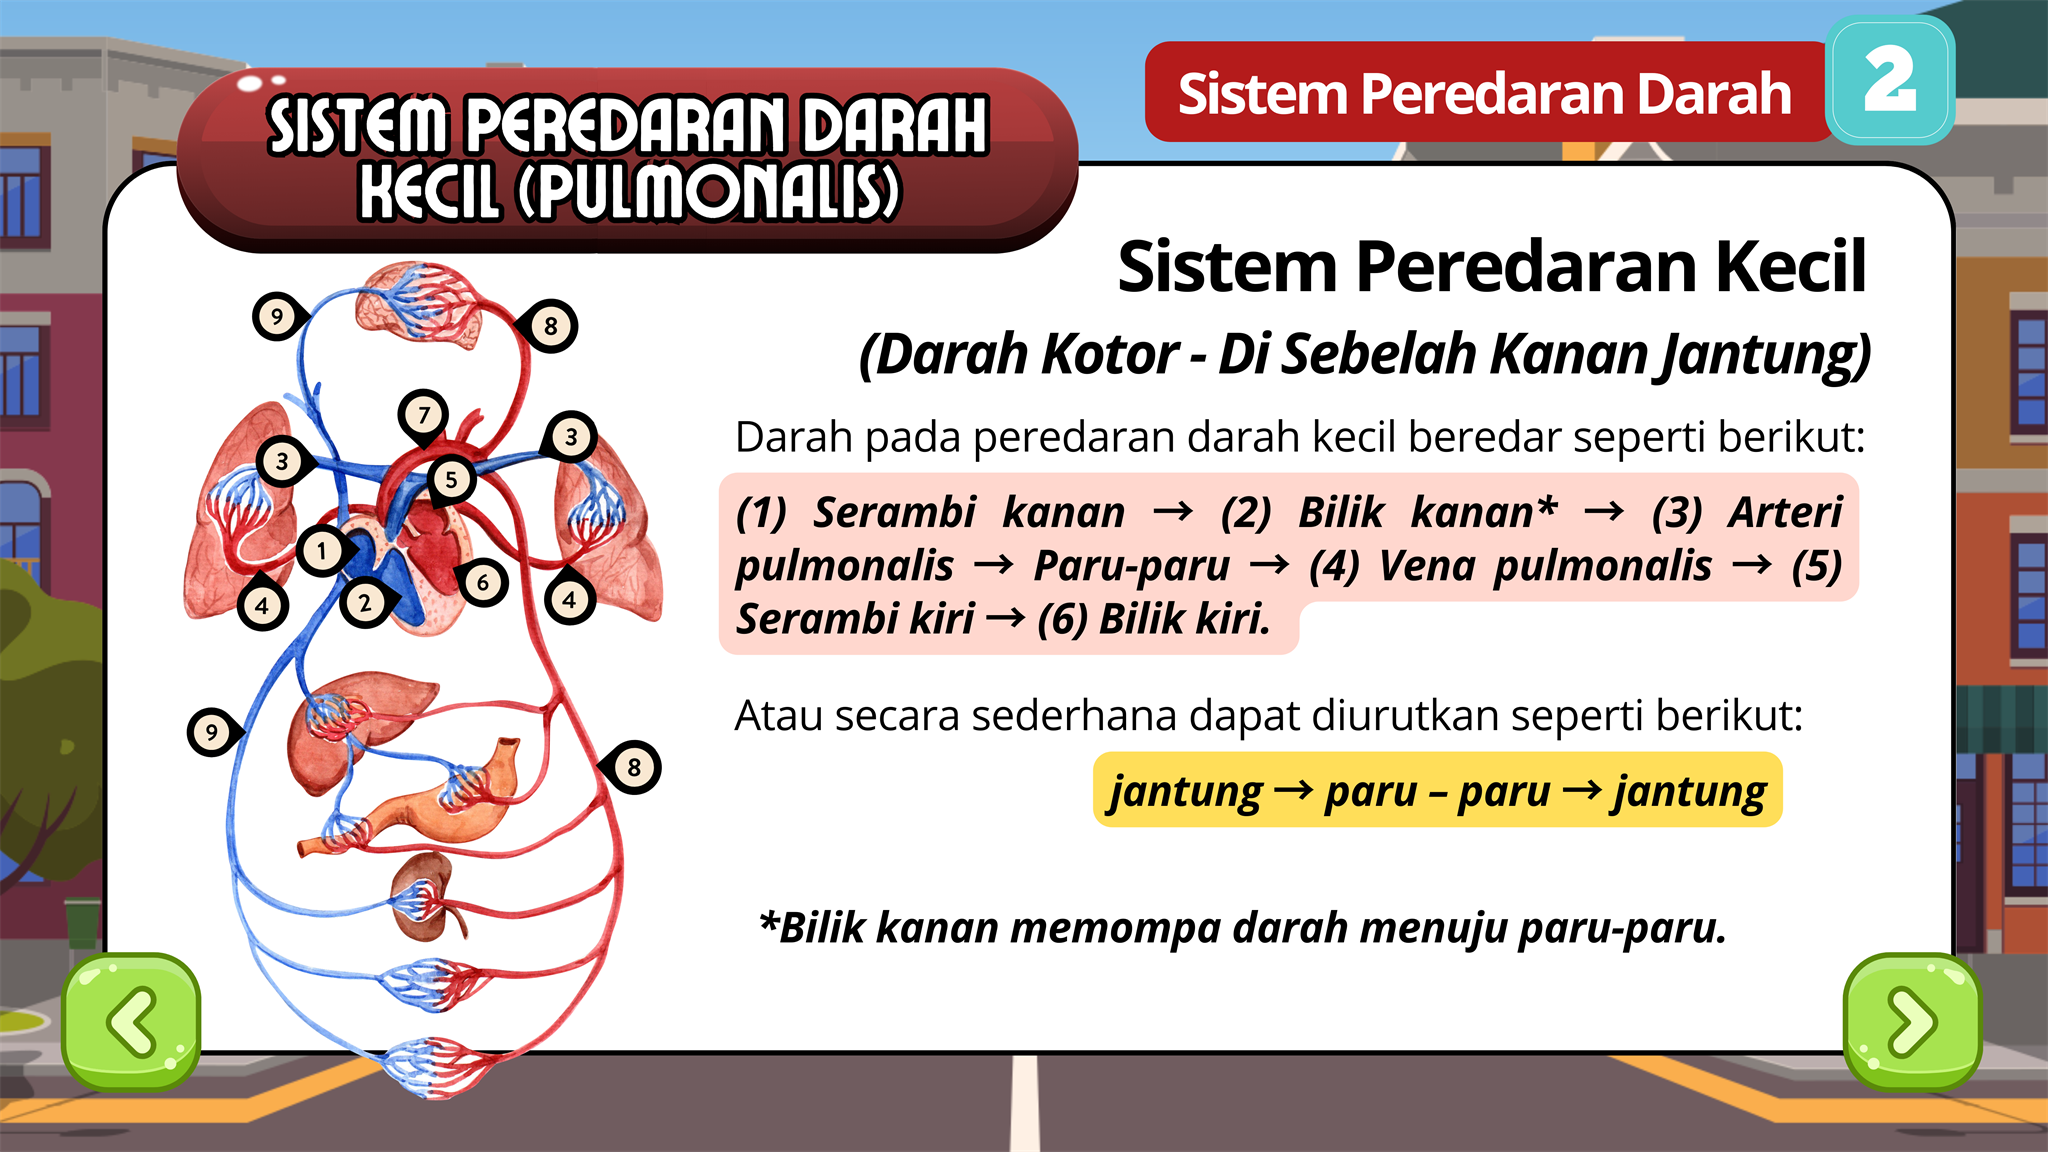 Sistem Peredaran Darah
2
SISTEM PEREDARAN DARAH
KECIL (PULMONALIS)
Sistem Peredaran Kecil
(Darah Kotor - Di Sebelah Kanan Jantung)
Darah pada peredaran darah kecil beredar seperti berikut:
(1) Serambi kanan → (2) Bilik kanan* → (3) Arteri
pulmonalis → Paru-paru → (4) Vena pulmonalis → (5)
Serambi kiri → (6) Bilik kiri.
Atau secara sederhana dapat diurutkan seperti berikut:
jantung → paru – paru → jantung
*Bilik kanan memompa darah menuju paru-paru.
9
8
7
3
3
5
1
6
4
2
4
9
8